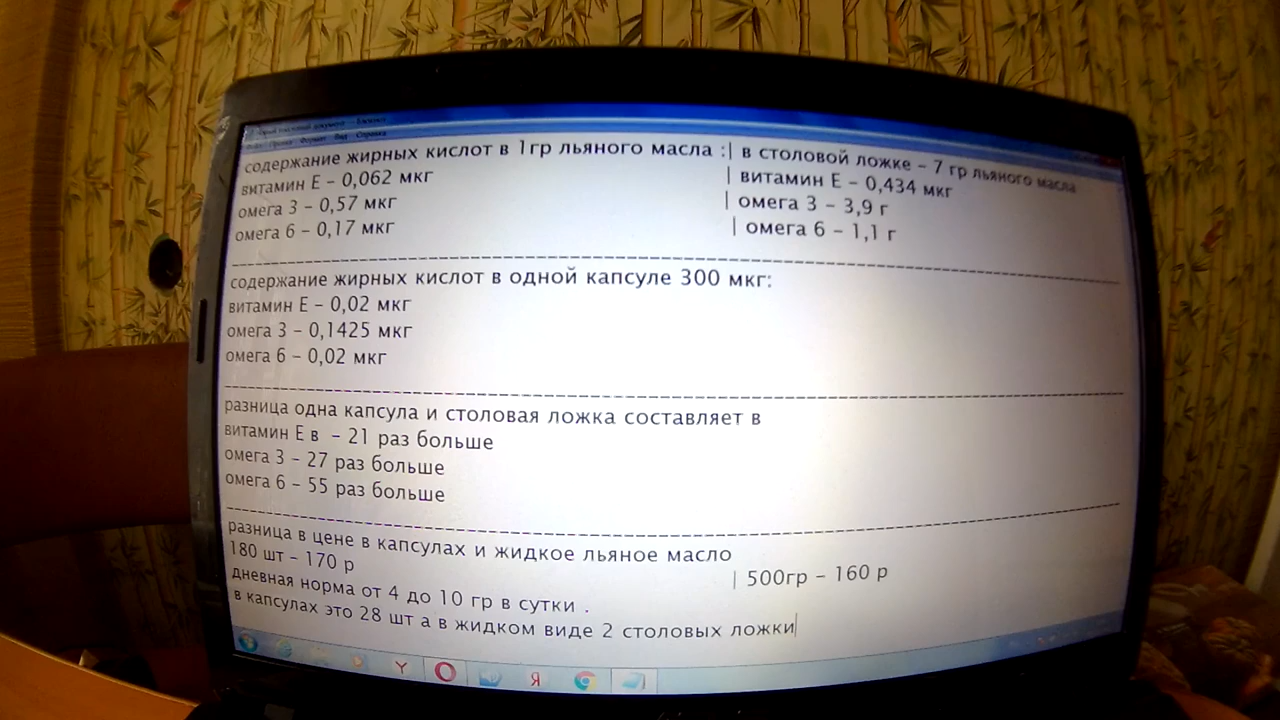 Файл Правка Формат Вид Справка
содержание жирных кислот в 1гр льяного масла :| в столовой ложке – 7 гр льяного масла
витамин Е – 0,062 мкг | витамин Е – 0,434 мкг
омега 3 – 0,57 мкг | омега 3 – 3,9 г
омега 6 – 0,17 мкг | омега 6 – 1,1 г
содержание жирных кислот в одной капсуле 300 мкг:
витамин Е – 0,02 мкг
омега 3 – 0,1425 мкг
омега 6 – 0,02 мкг
разница одна капсула и столовая ложка составляет в
витамин Е в – 21 раз больше
омега 3 – 27 раз больше
омега 6 – 55 раз больше
разница в цене в капсулах и жидкое льяное масло
180 шт – 170 р | 500гр – 160 р
дневная норма от 4 до 10 гр в сутки .
в капсулах это 28 шт а в жидком виде 2 столовых ложки